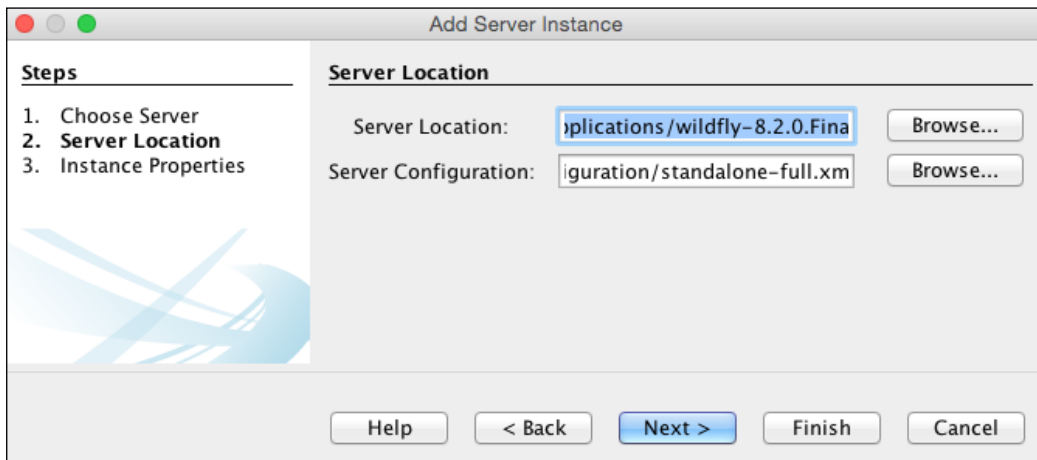 Add Server Instance
Steps
1. Choose Server
2. Server Location
3. Instance Properties
Server Location
Server Location: pplications/wildfly-8.2.0.Fina Browse...
Server Configuration: iguration/standalone-full.xm Browse...
Help < Back Next > Finish Cancel